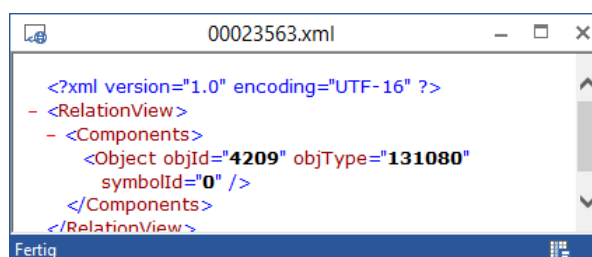 00023563.xml
<?xml version="1.0" encoding="UTF-16" ?>
- <RelationView>
- <Components>
<Object objId="4209" objType="131080"
symbolId="0" />
</Components>
</RelationView>
Fertig